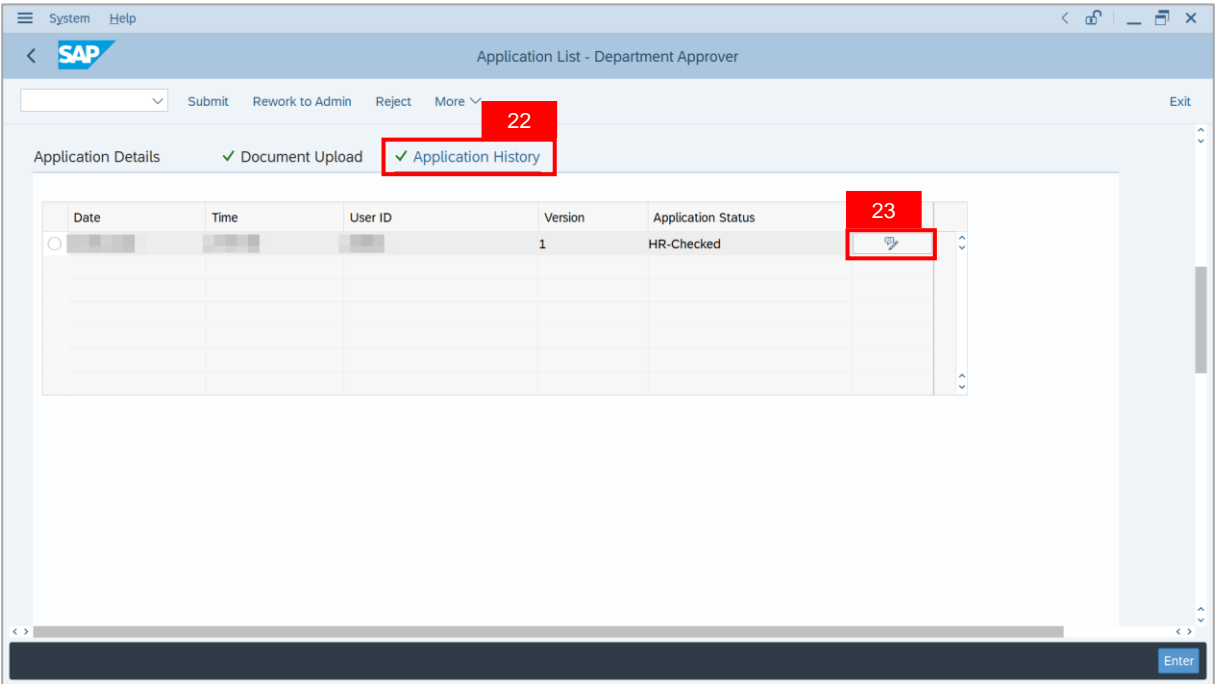 System Help
SAP
Application List - Department Approver
Submit Rework to Admin Reject More Exit
22
Application Details Document Upload Application History
23
Date Time User ID Version Application Status
1 HR-Checked
Enter